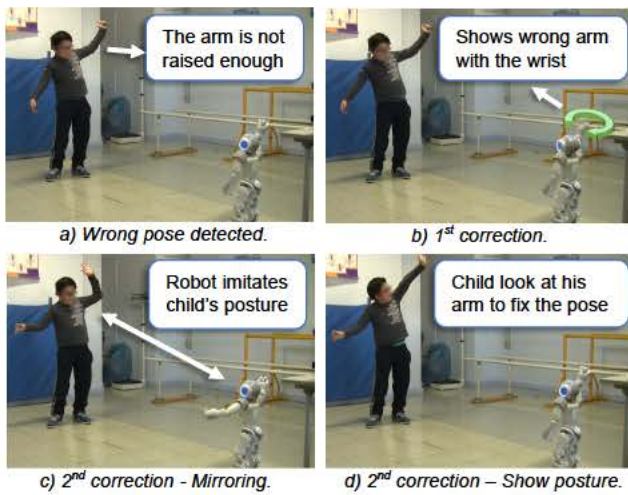 The arm is not
raised enough
Shows wrong arm
with the wrist
a) Wrong pose detected.
b) 1st correction.
Robot imitates
child's posture
Child look at his
arm to fix the pose
c) 2nd correction - Mirroring.
d) 2nd correction – Show posture.